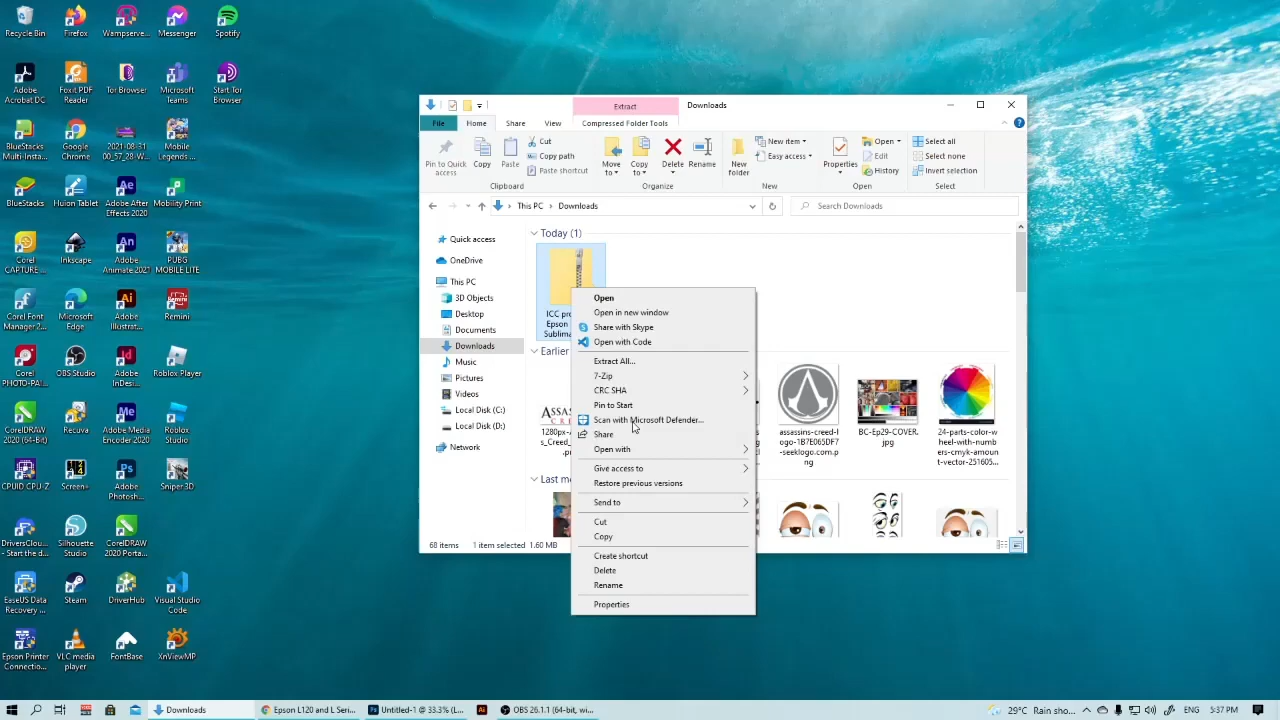 Recycle Bin
Firefox
Wampserve...
Messenger
Spotify
Adobe
Acrobat DC
Foxit PDF
Reader
Tor Browser
Microsoft
Teams
Start Tor
Browser
BlueStacks
Multi-Insta...
Google
Chrome
2021-08-31
00_57_28-W...
Mobile
Legends ...
BlueStacks
Huion Tablet
Adobe After
Effects 2020
Mobility Print
Corel
CAPTURE ...
Inkscape
Adobe
Animate 2021
PUBG
MOBILE LITE
Corel Font
Manager 2...
Microsoft
Edge
Adobe
Illustrat...
Remini
Corel
PHOTO-PAI...
OBS Studio
Adobe
InDesi...
Roblox Player
CorelDRAW
2020 (64-Bit)
Recuva
Adobe Media
Encoder 2020
Roblox
Studio
CPUID CPU-Z
Screen+
Adobe
Photosh...
Sniper 3D
DriversCloud...
- Start the d...
Silhouette
Studio
CorelDRAW
2020 Porta...
EaseUS Data
Recovery ...
Steam
DriverHub
Visual Studio
Code
Epson Printer
Connectio...
VLC media
player
FontBase
XnViewMP
Extract
Downloads
File
Home
Share
View
Compressed Folder Tools
Pin to Quick
access
Copy
Paste
Cut
Copy path
Paste shortcut
Clipboard
Move
to
Copy
to
Delete
Rename
Organize
New
folder
New item
Easy access
New
Properties
Open
Edit
History
Open
Select all
Select none
Invert selection
Select
This PC
Downloads
Search Downloads
Quick access
OneDrive
This PC
3D Objects
Desktop
Documents
Downloads
Music
Pictures
Videos
Local Disk (C:)
Local Disk (D:)
Network
Today (1)
ICC pro
Epson
Sublima
Earlier
1280px-Ass
_Creed_
.p
Last mo
assassins-creed-l
ogo-1B7E065DF7
-seeklogo.com.p
ng
BC-Ep29-COVER.
jpg
24-parts-color-w
heel-with-numb
ers-cmyk-amoun
t-vector-251605...
Open
Open in new window
Share with Skype
Open with Code
Extract All...
7-Zip
CRC SHA
Pin to Start
Scan with Microsoft Defender...
Share
Open with
Give access to
Restore previous versions
Send to
Cut
Copy
Create shortcut
Delete
Rename
Properties
68 items
1 item selected
1.60 MB
Downloads
Epson L120 and L Seri...
Untitled-1 @ 33.3% (L...
OBS 26.1.1 (64-bit, wi...
29°C
Rain sho...
ENG
5:37 PM